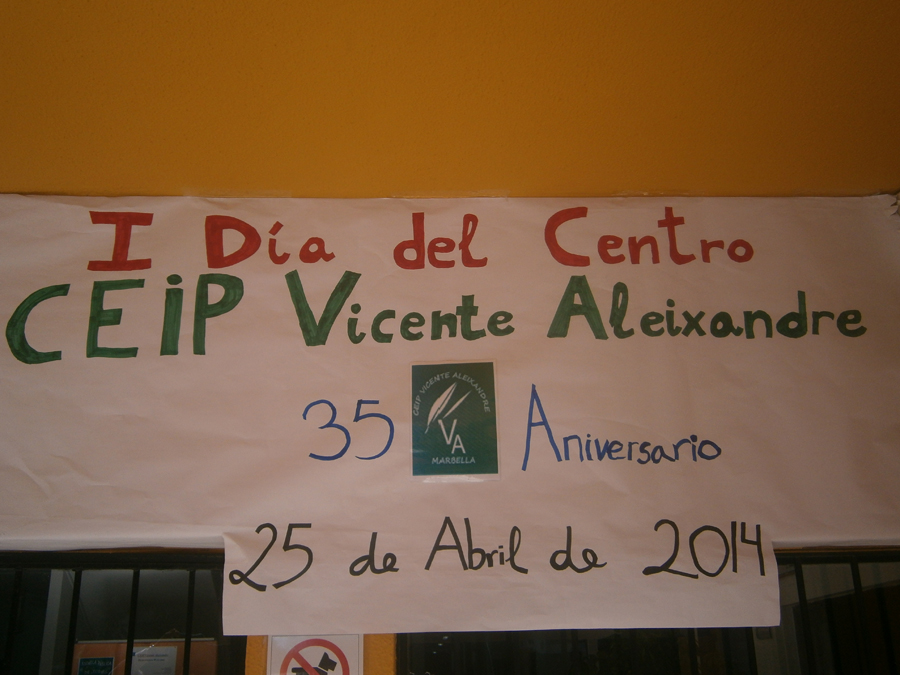 I Día del Centro
CEiP Vicente Aleixandre
35 Aniversario
CEIP VICENTE ALEIXANDRE
VA
MARBELLA
25 de Abril de 2014